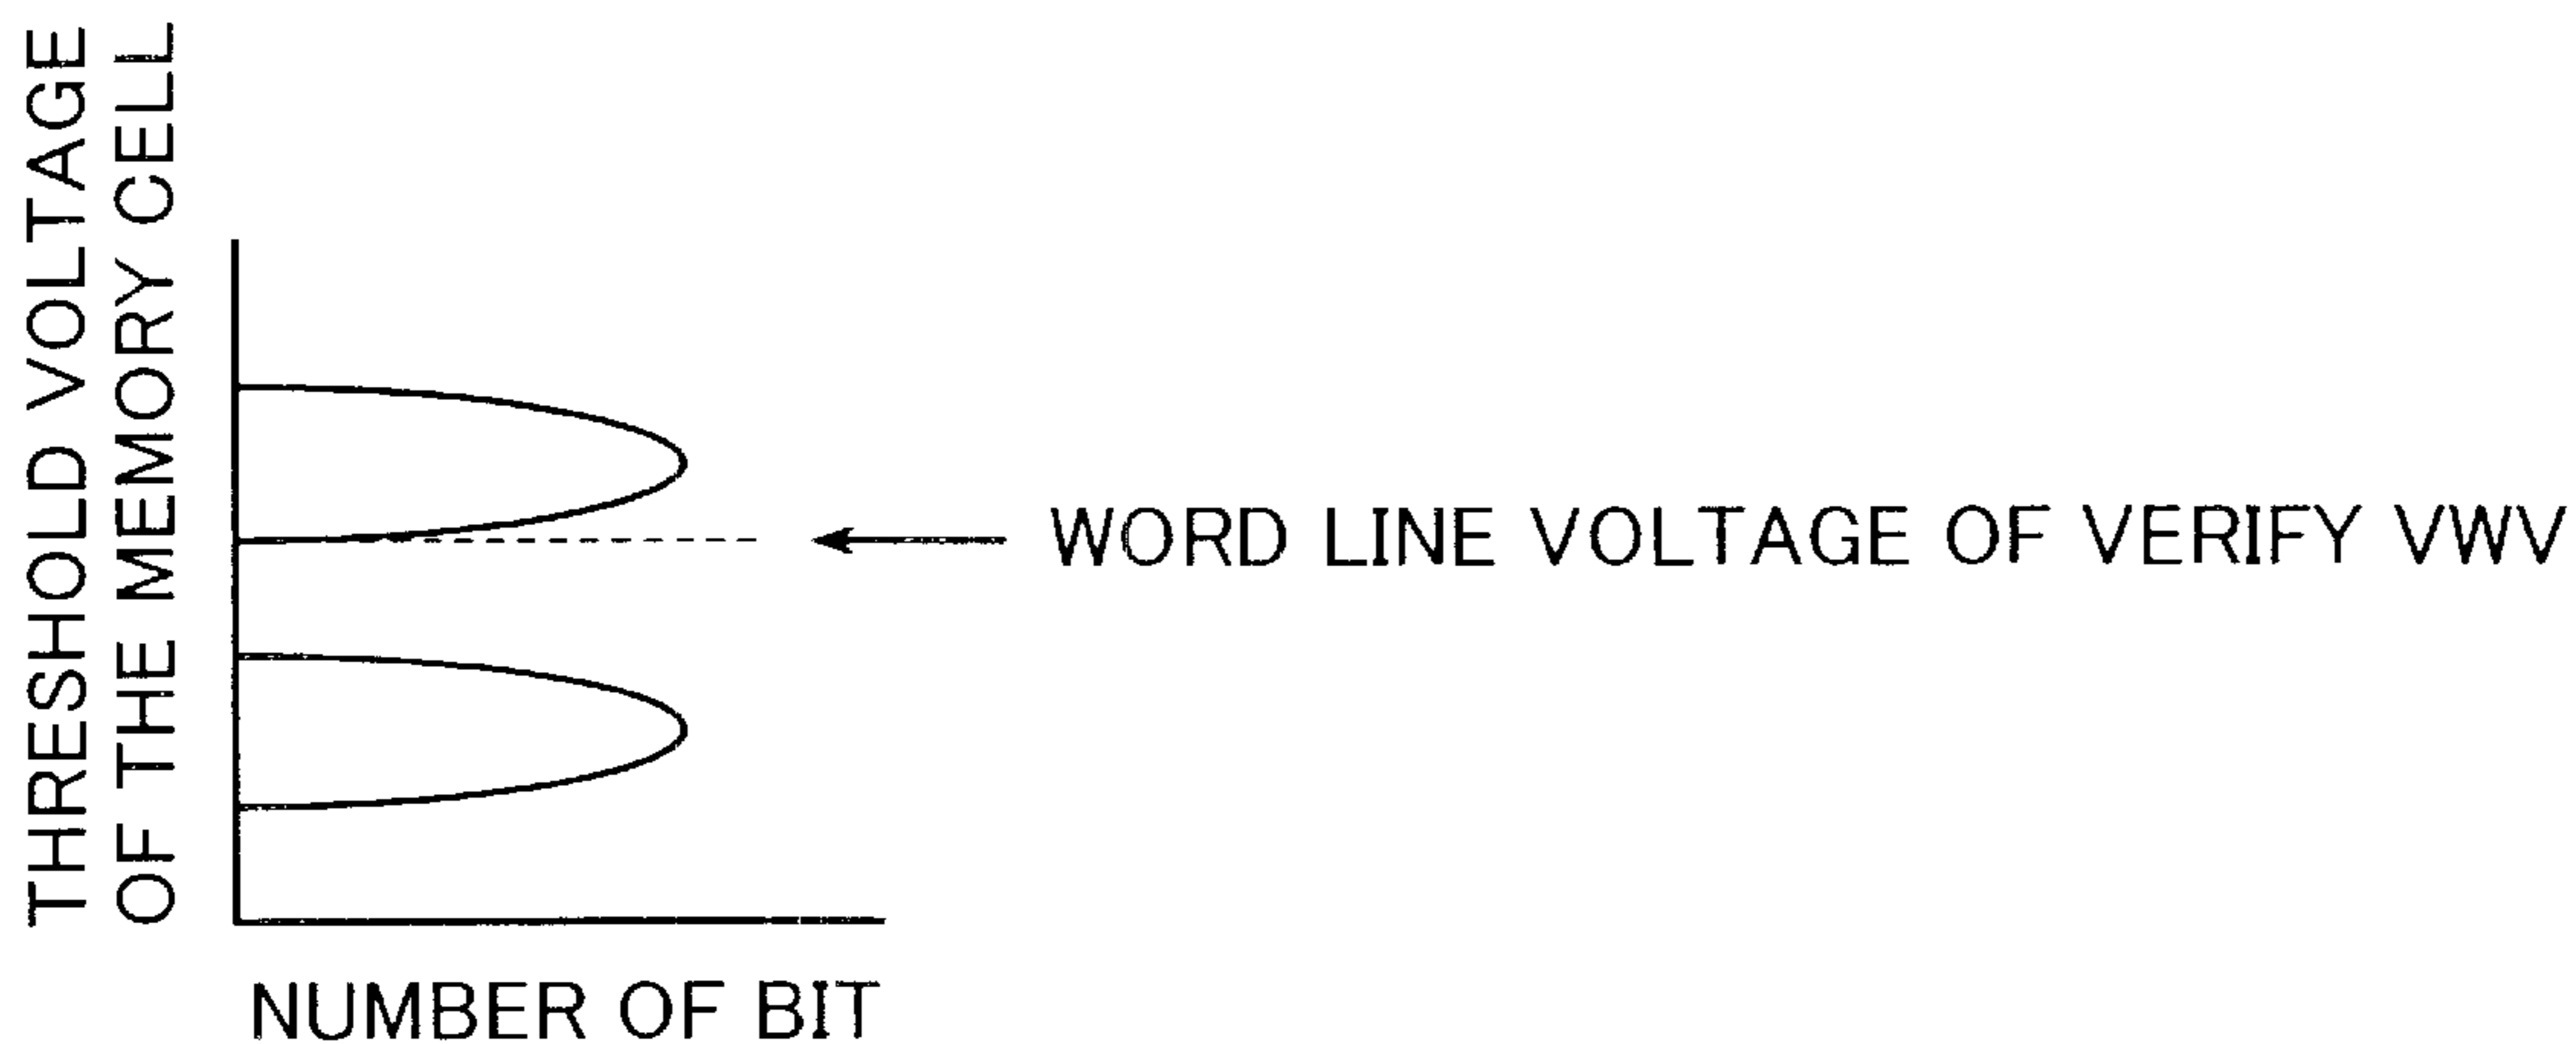 THRESHOLD VOLTAGE
OF THE MEMORY CELL
WORD LINE VOLTAGE OF VERIFY VWV
NUMBER OF BIT